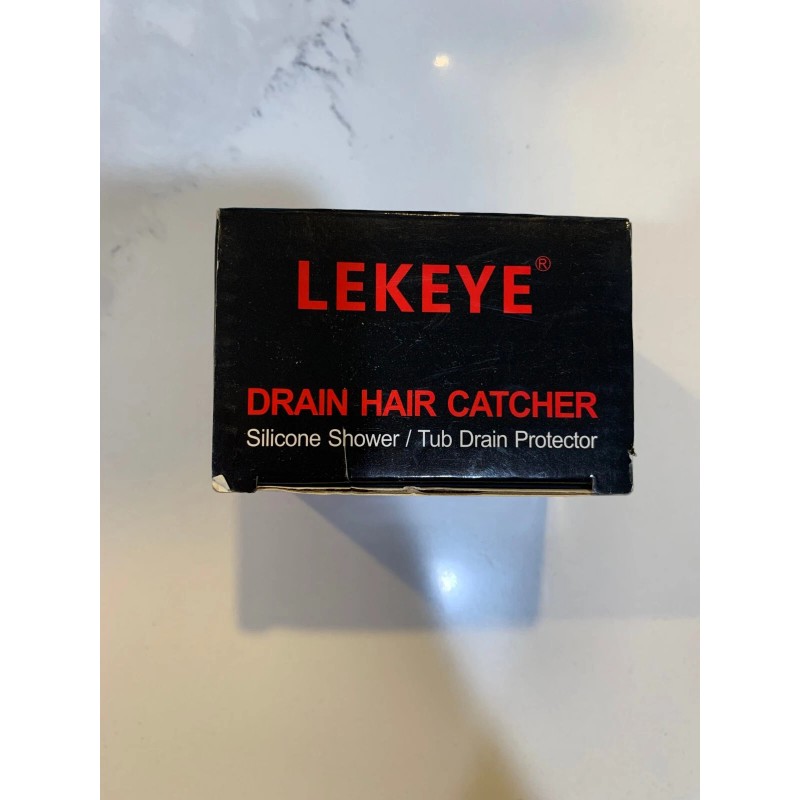 LEKEYE®
DRAIN HAIR CATCHER
Silicone Shower / Tub Drain Protector